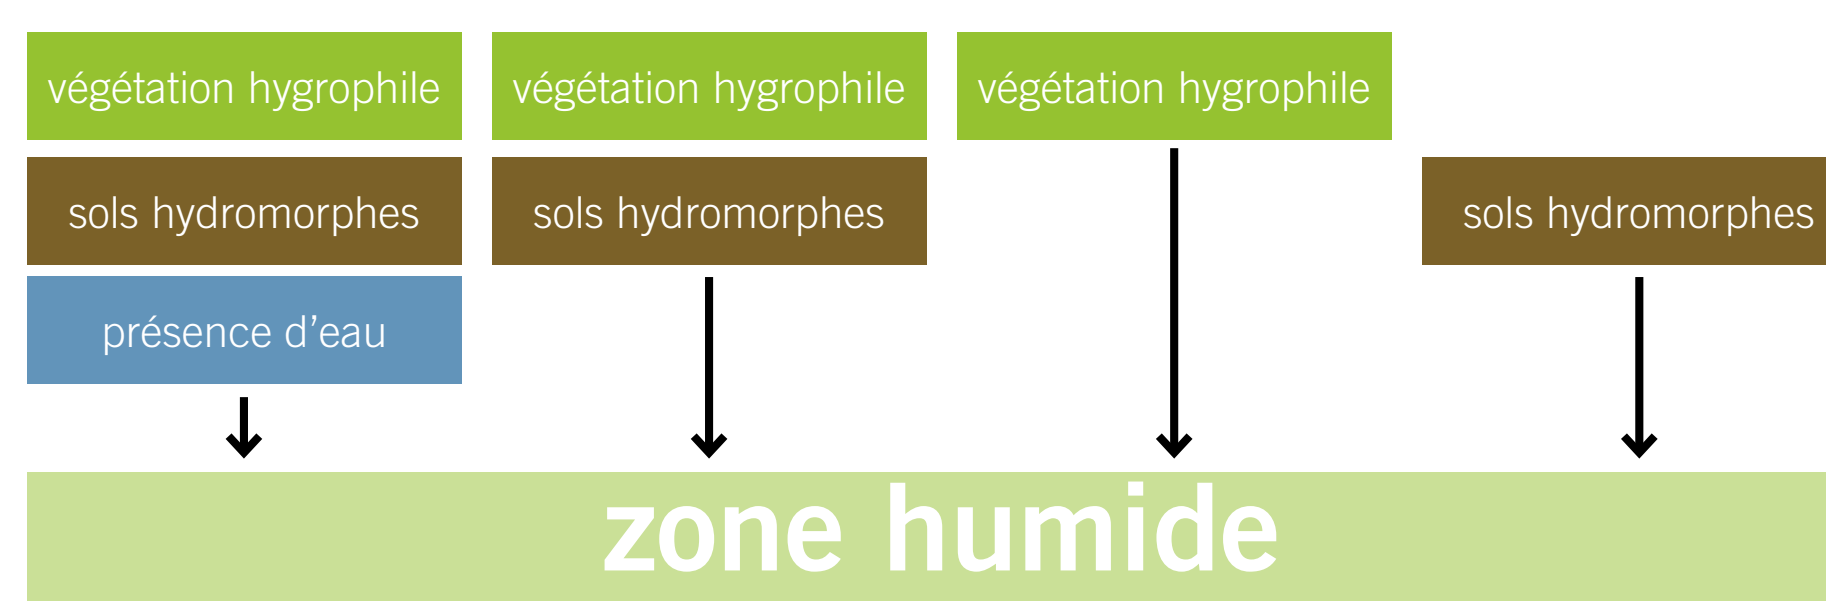 végétation hygrophile
végétation hygrophile
végétation hygrophile
sols hydromorphes
sols hydromorphes
sols hydromorphes
présence d’eau
zone humide